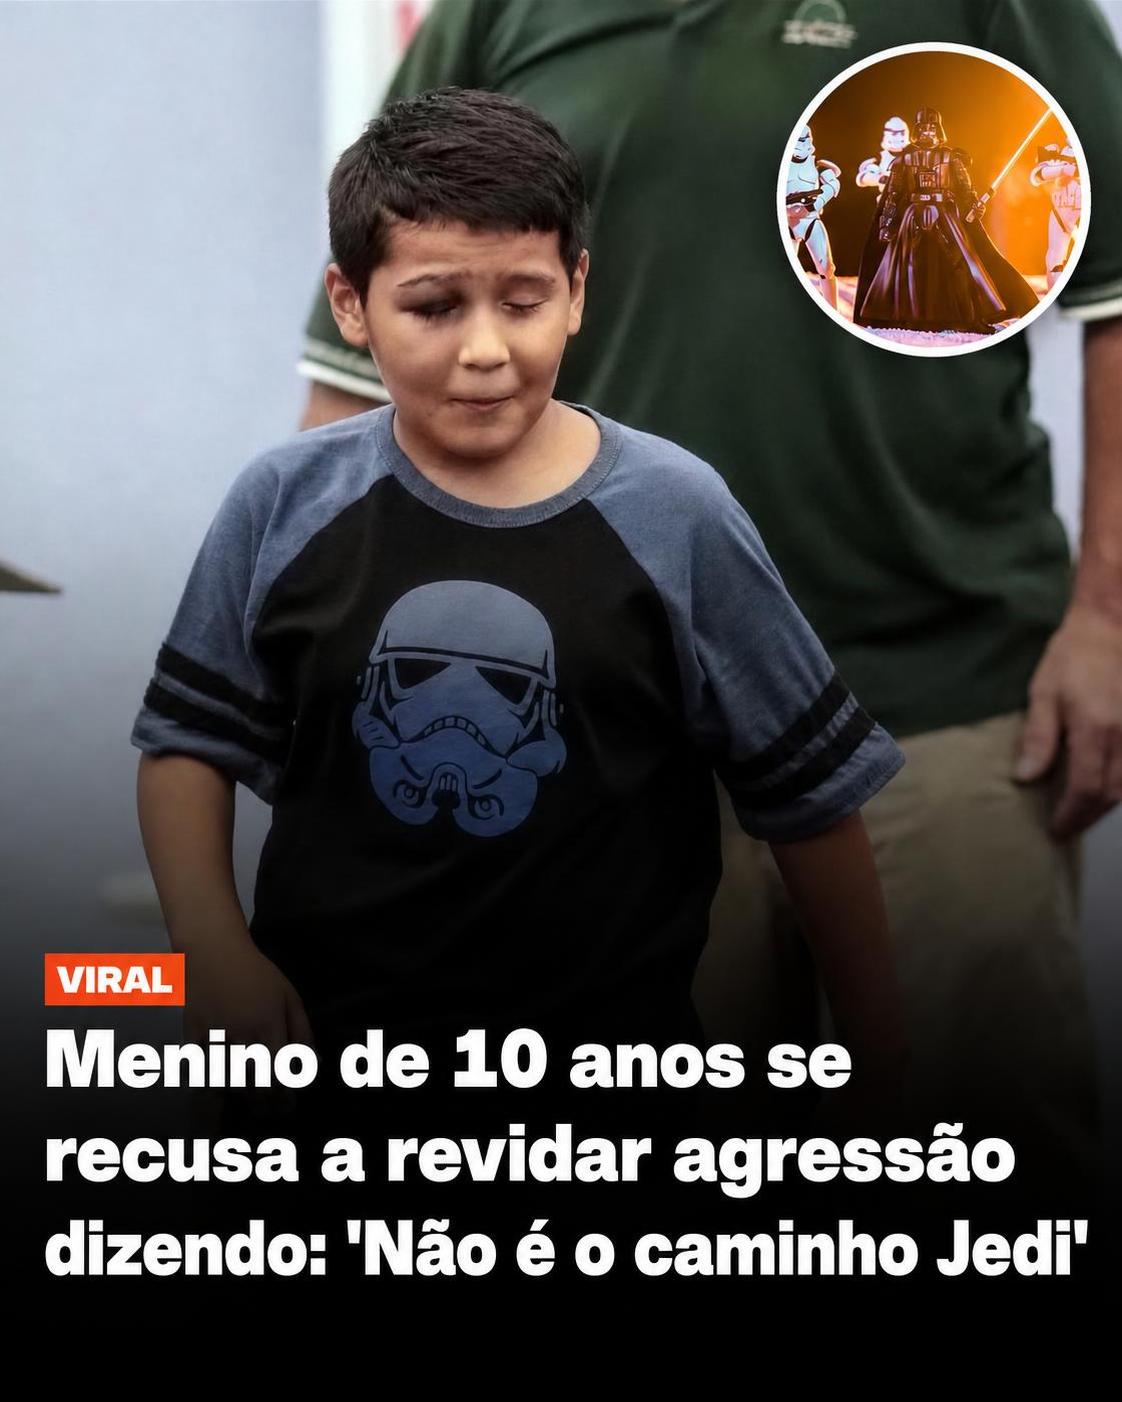 VIRAL
Menino de 10 anos se
recusa a revidar agressão
dizendo: 'Não é o caminho Jedi'